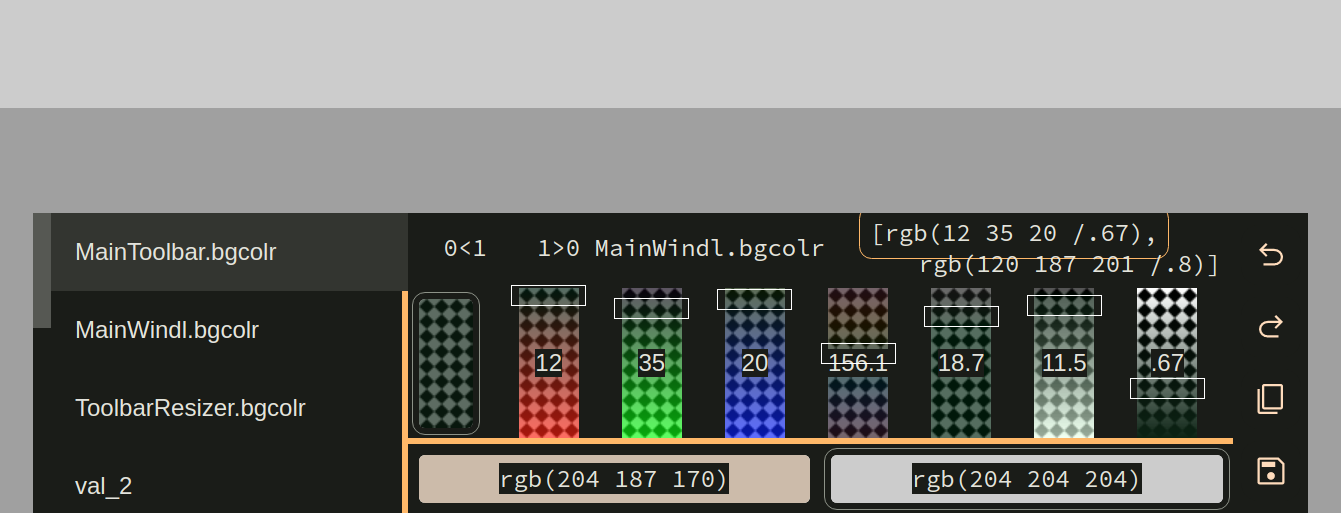 MainToolbar.bgcolr
MainWindl.bgcolr
ToolbarResizer.bgcolr
val_2
0<1 1>0 MainWindl.bgcolr
[rgb(12 35 20 /.67),
rgb(120 187 201 /.8)]
12 35 20 156.1 18.7 11.5 .67
rgb(204 187 170) rgb(204 204 204)